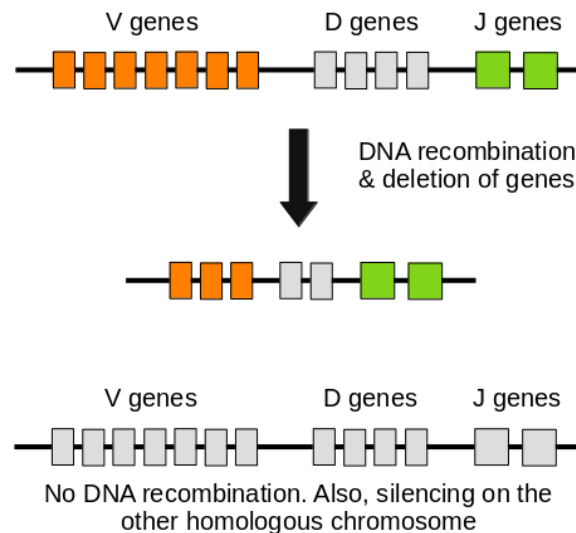 V genes D genes J genes
DNA recombination
& deletion of genes
V genes D genes J genes
No DNA recombination. Also, silencing on the
other homologous chromosome